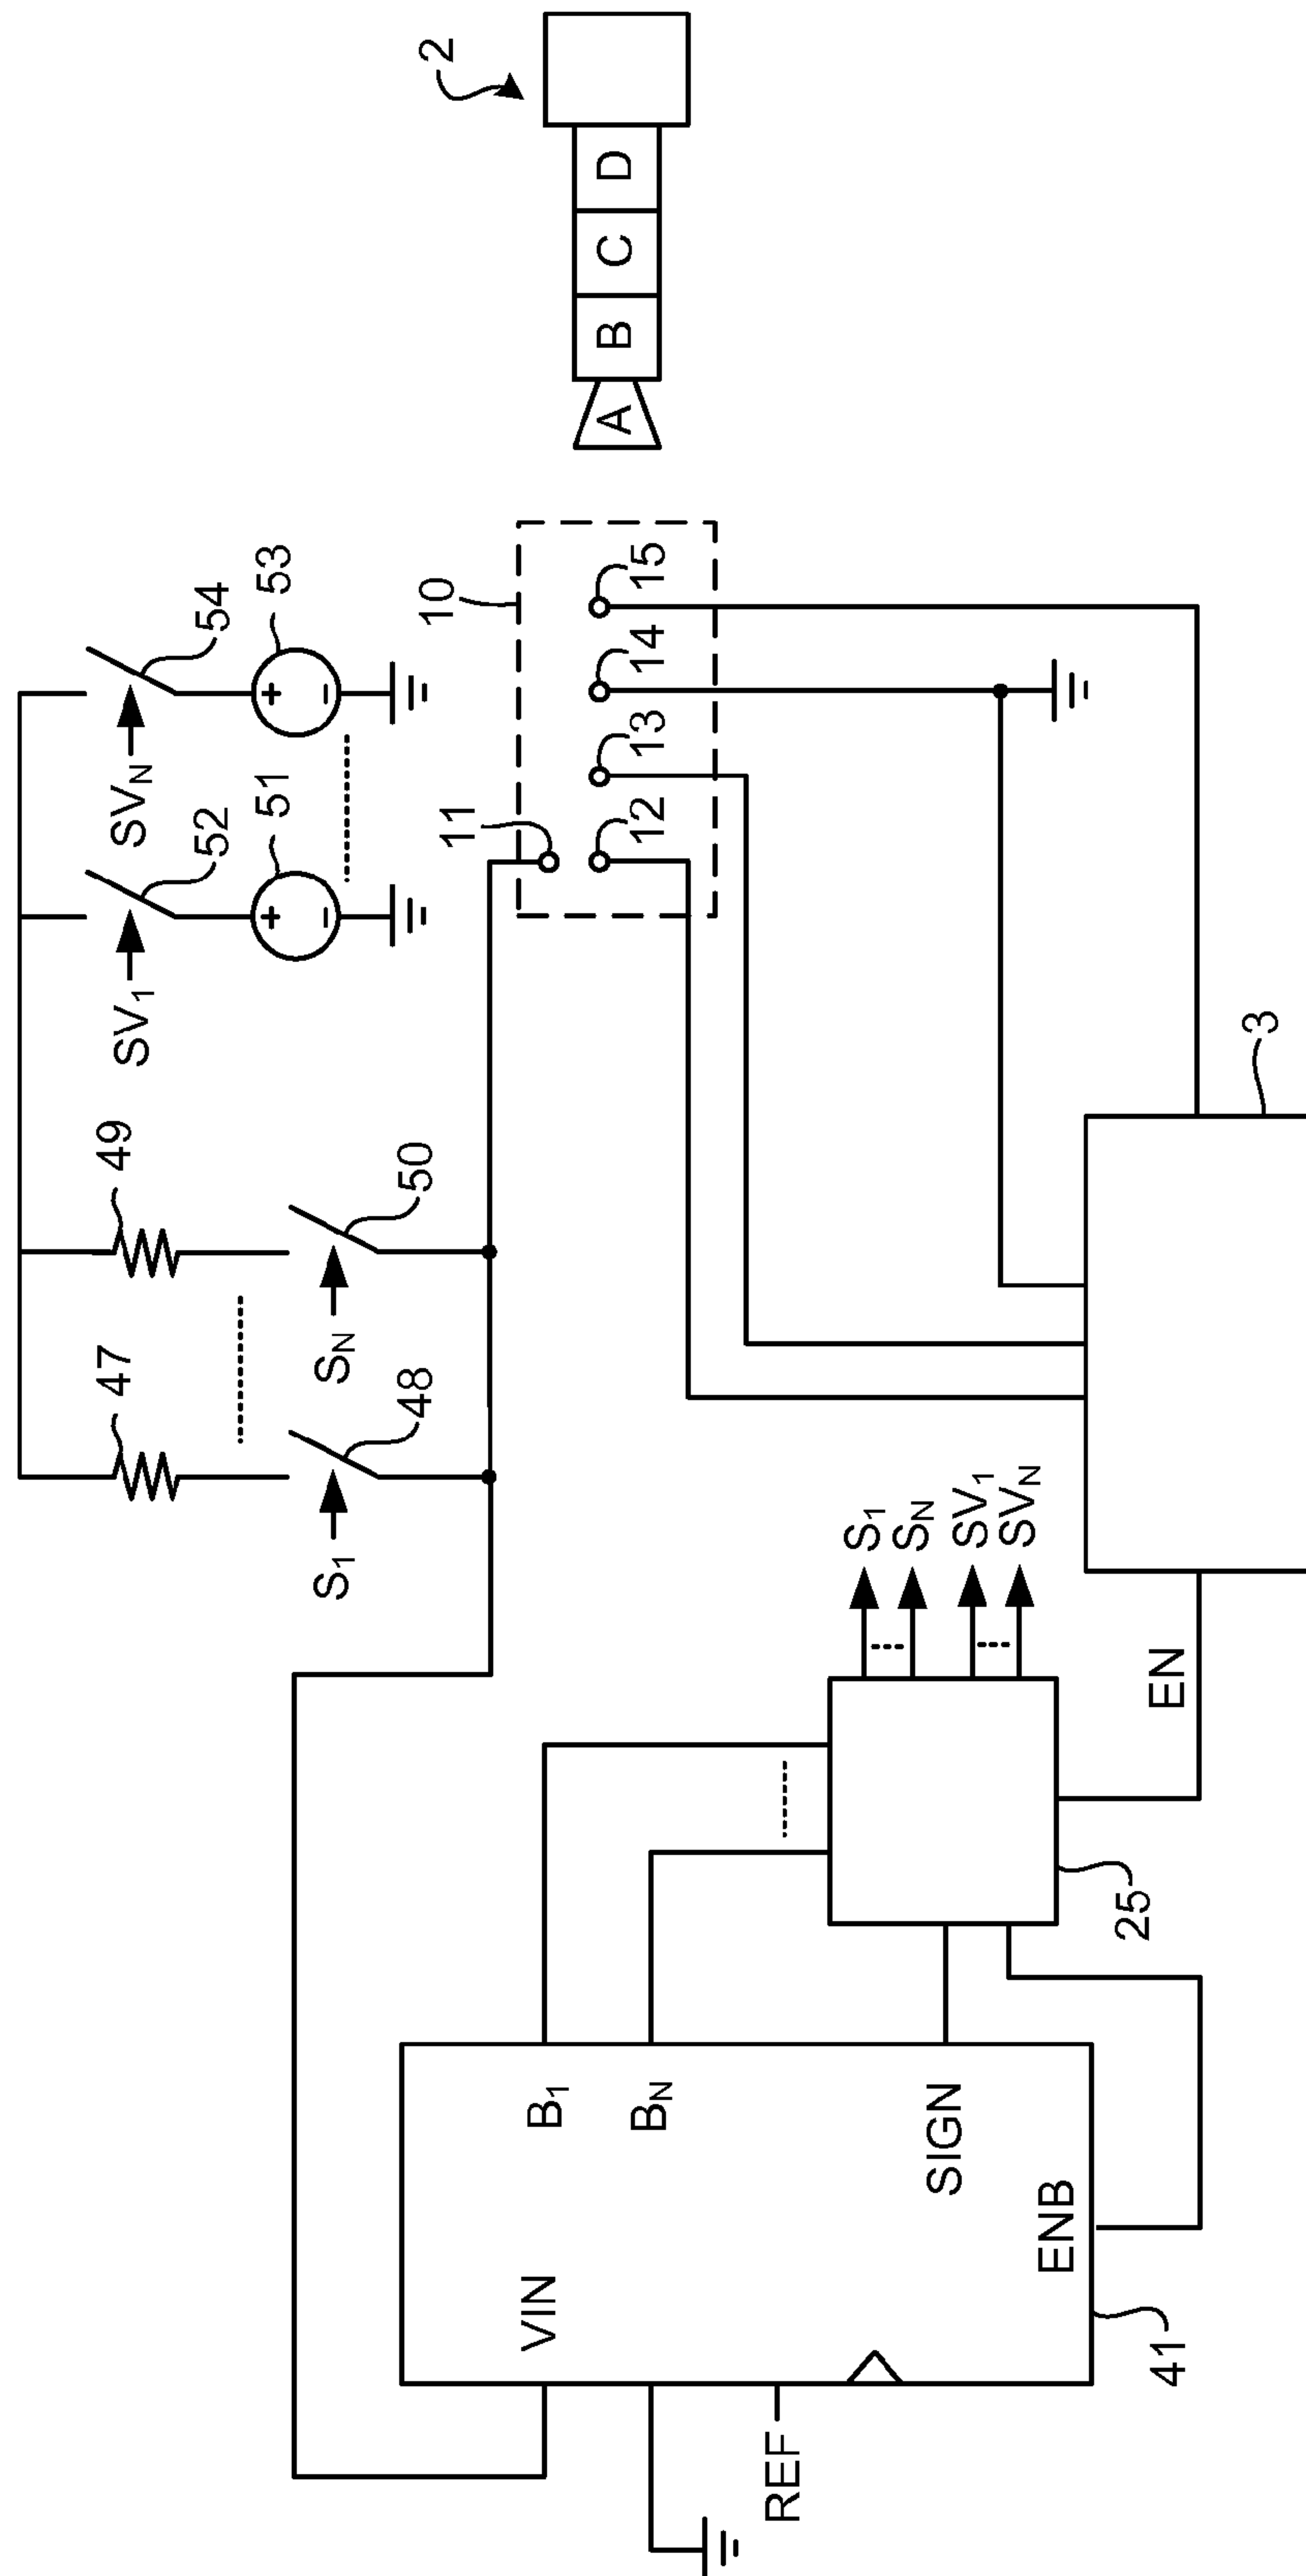 2
A
B
C
D
47
49
S1
48
SN
50
SV1
52
51
+
−
SVN
54
53
+
−
10
11
12
13
14
15
VIN
B1
BN
SIGN
ENB
REF
41
25
S1
SN
SV1
SVN
EN
3